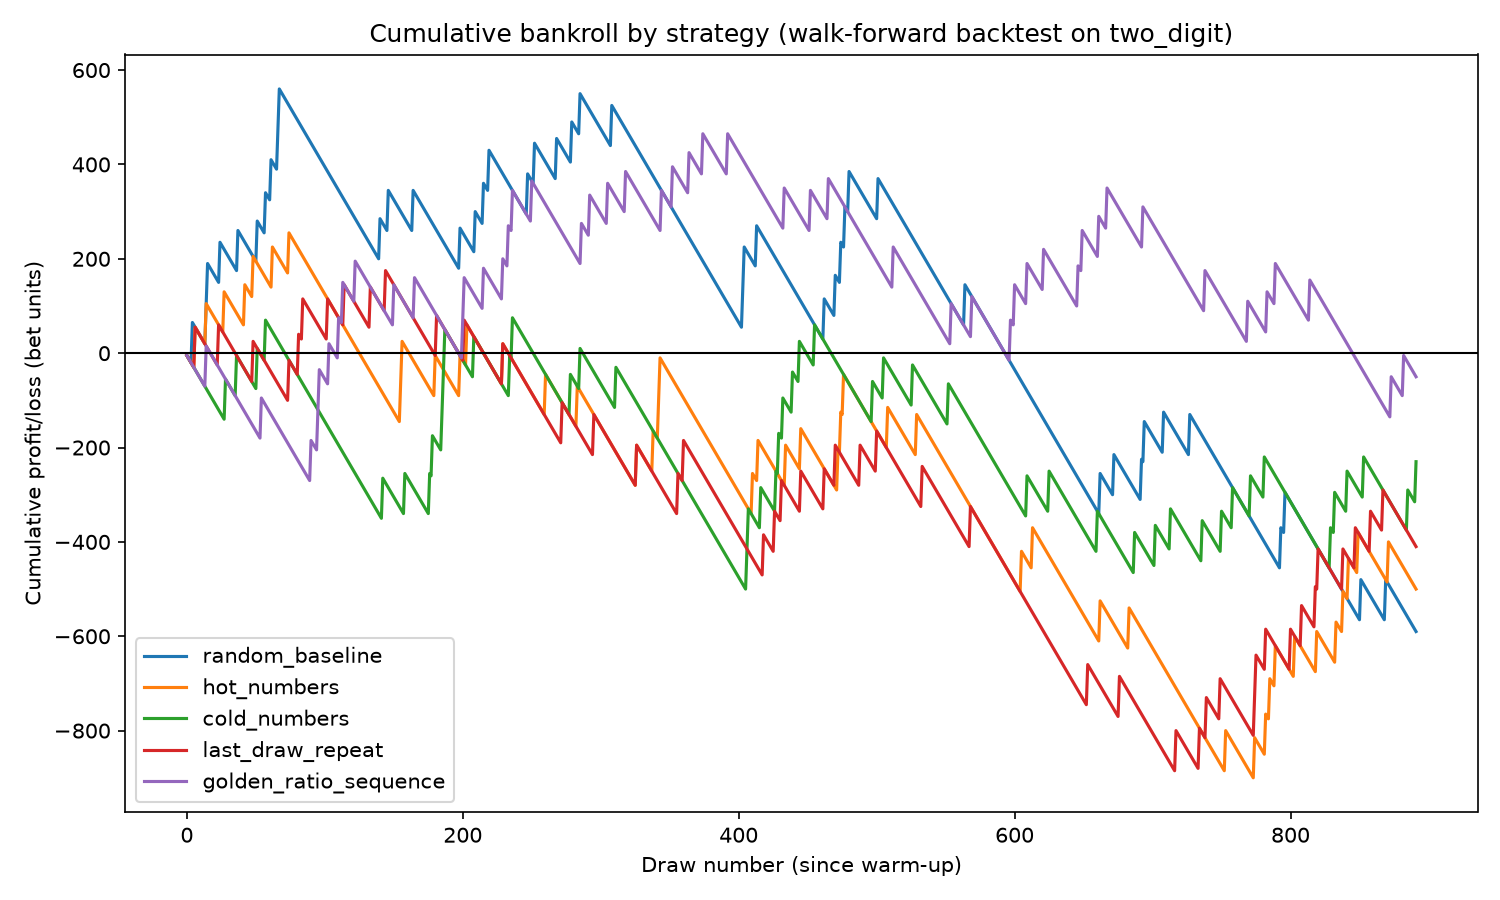 Cumulative bankroll by strategy (walk-forward backtest on two_digit)
600
400
200
0
−200
−400
−600
−800
Cumulative profit/loss (bet units)
random_baseline
hot_numbers
cold_numbers
last_draw_repeat
golden_ratio_sequence
0 200 400 600 800
Draw number (since warm-up)